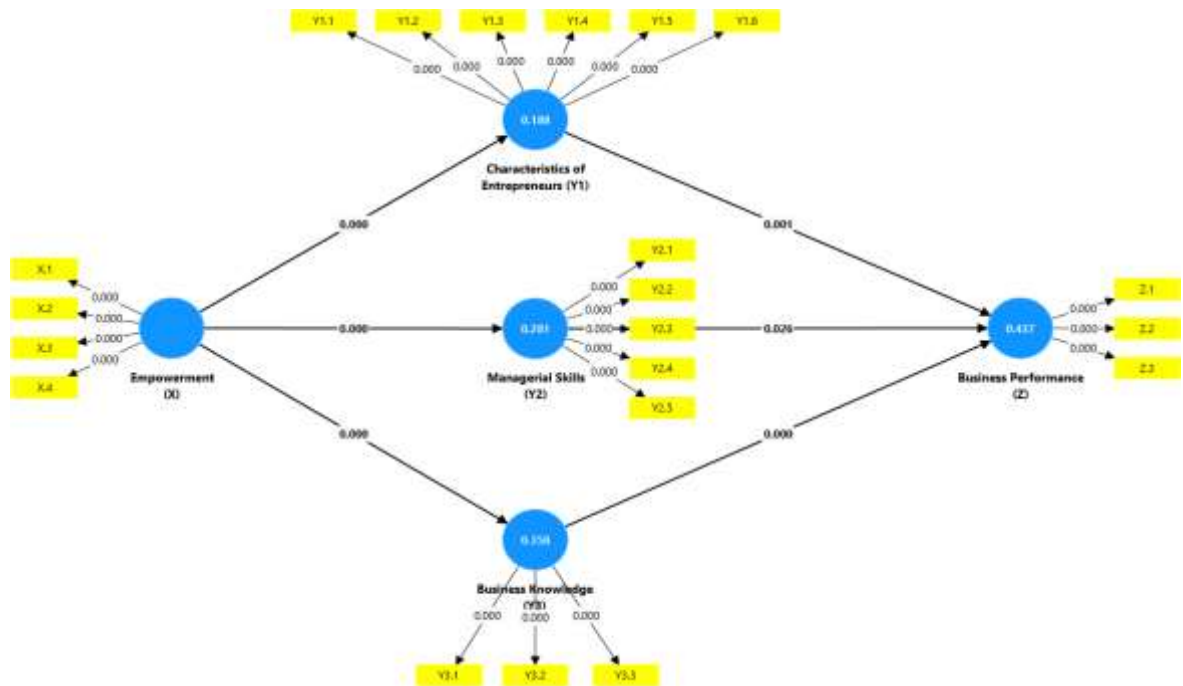 Y1.1 Y1.2 Y1.3 Y1.4 Y1.5 Y1.6
0.000 0.000 0.000 0.000 0.000 0.000
0.188
Characteristics of
Entrepreneurs (Y1)
0.000 0.001
X.1
X.2
X.3
X.4
0.000
0.000
0.000
0.000
Empowerment
(X)
0.000
0.281
Managerial Skills
(Y2)
0.000
0.000
0.000
0.000
0.000
Y2.1
Y2.2
Y2.3
Y2.4
Y2.5
0.026
0.437
Business Performance
(Z)
0.000
0.000
0.000
Z.1
Z.2
Z.3
0.000 0.000
0.358
Business Knowledge
(Y3)
0.000 0.000 0.000
Y3.1 Y3.2 Y3.3